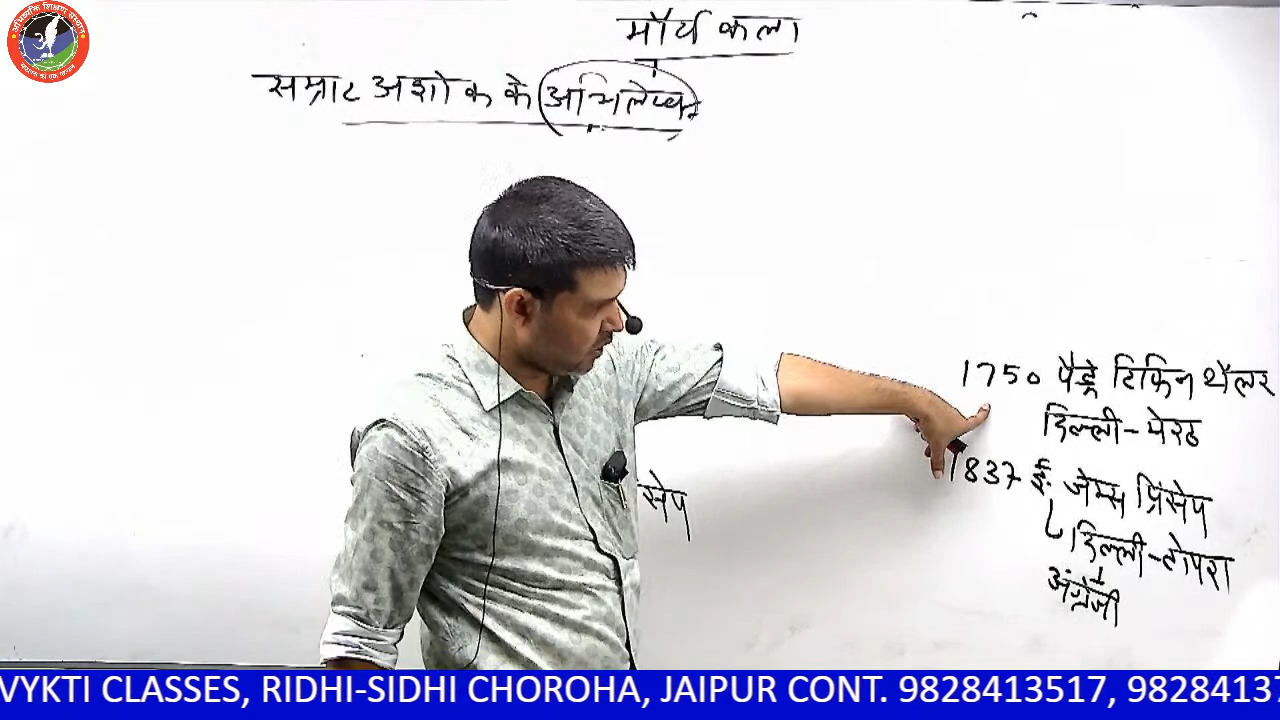 मौर्य कला
सम्राट अशोक के अभिलेख
1750 पैड्रे टिफिन थैलर
दिल्ली-मेरठ
1837 ई. जेम्स प्रिंसेप
दिल्ली-टोपरा
अंग्रेजी
सेप
VYKTI CLASSES, RIDHI-SIDHI CHOROHA, JAIPUR CONT. 9828413517, 98284137